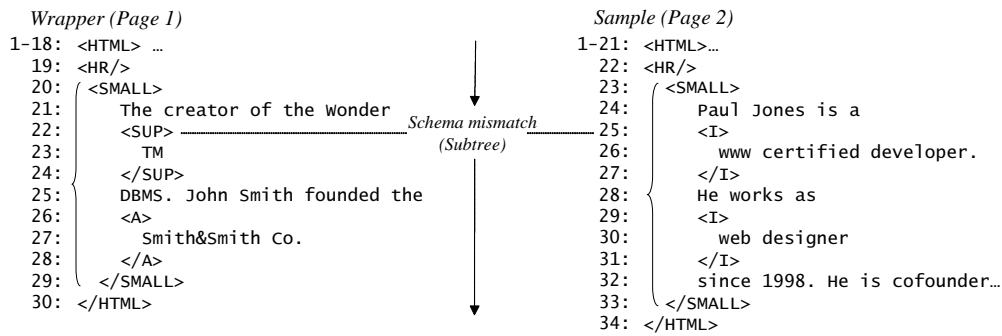 Wrapper (Page 1)
1-18: <HTML> …
19: <HR/>
20: <SMALL>
21: The creator of the Wonder
22: <SUP>
23: TM
24: </SUP>
25: DBMS. John Smith founded the
26: <A>
27: Smith&Smith Co.
28: </A>
29: </SMALL>
30: </HTML>
Schema mismatch
(Subtree)
Sample (Page 2)
1-21: <HTML>…
22: <HR/>
23: <SMALL>
24: Paul Jones is a
25: <I>
26: www certified developer.
27: </I>
28: He works as
29: <I>
30: web designer
31: </I>
32: since 1998. He is cofounder…
33: </SMALL>
34: </HTML>